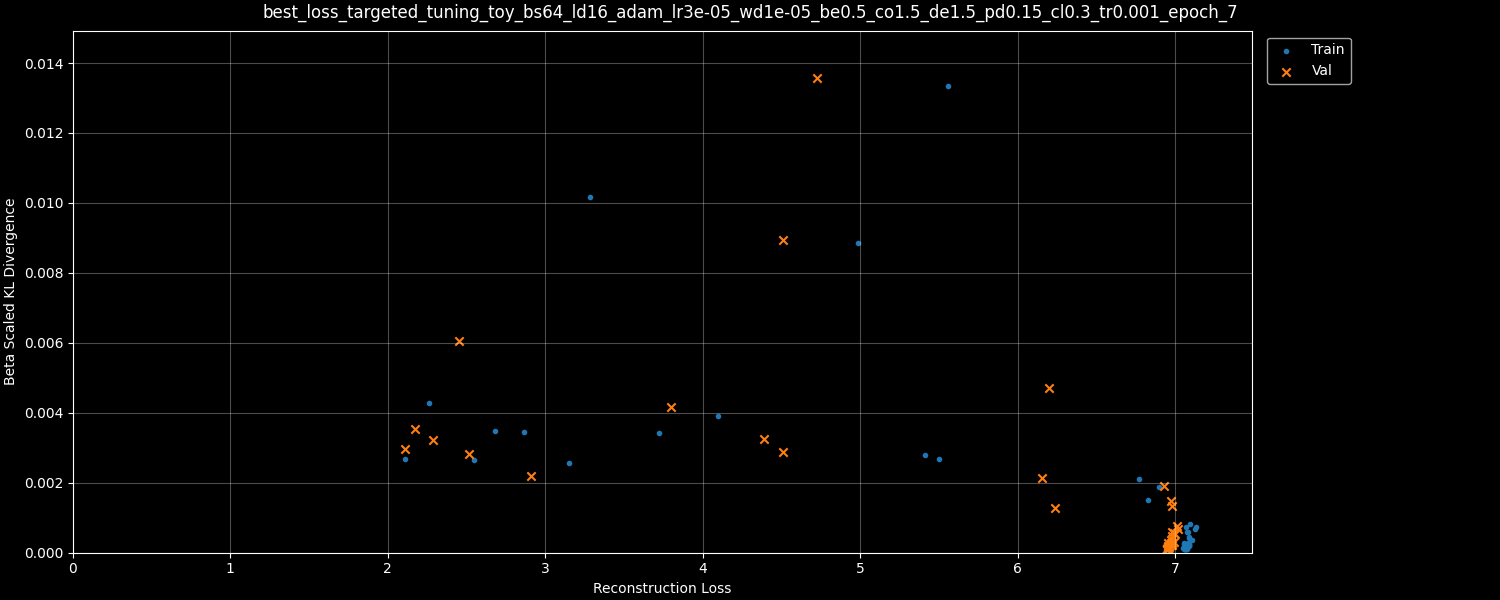 best_loss_targeted_tuning_toy_bs64_ld16_adam_lr3e-05_wd1e-05_be0.5_co1.5_de1.5_pd0.15_cl0.3_tr0.001_epoch_7
Train
Val
Beta Scaled KL Divergence
0.014
0.012
0.010
0.008
0.006
0.004
0.002
0.000
0 1 2 3 4 5 6 7
Reconstruction Loss